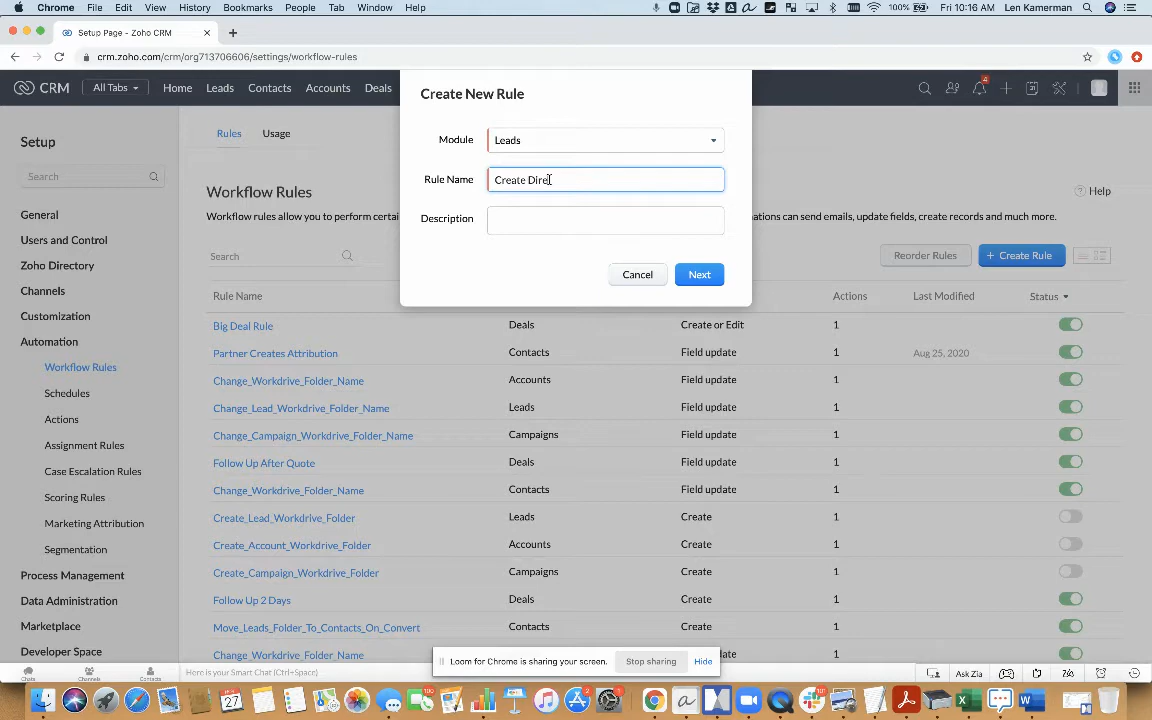 Chrome File Edit View History Bookmarks People Tab Window Help 100% Fri 10:16 AM Len Kamerman
Setup Page - Zoho CRM
crm.zoho.com/crm/org713706606/settings/workflow-rules
CRM All Tabs Home Leads Contacts Accounts Deals 4
Create New Rule
Module Leads
Rule Name Create Dire
Description
Cancel Next
Setup
Search
General
Users and Control
Zoho Directory
Channels
Customization
Automation
Workflow Rules
Schedules
Actions
Assignment Rules
Case Escalation Rules
Scoring Rules
Marketing Attribution
Segmentation
Process Management
Data Administration
Marketplace
Developer Space
Rules Usage
Workflow Rules Help
Workflow rules allow you to perform certai ations can send emails, update fields, create records and much more.
Search Reorder Rules + Create Rule
Rule Name Actions Last Modified Status
Big Deal Rule Deals Create or Edit 1
Partner Creates Attribution Contacts Field update 1 Aug 25, 2020
Change_Workdrive_Folder_Name Accounts Field update 1
Change_Lead_Workdrive_Folder_Name Leads Field update 1
Change_Campaign_Workdrive_Folder_Name Campaigns Field update 1
Follow Up After Quote Deals Field update 1
Change_Workdrive_Folder_Name Contacts Field update 1
Create_Lead_Workdrive_Folder Leads Create 1
Create_Account_Workdrive_Folder Accounts Create 1
Create_Campaign_Workdrive_Folder Campaigns Create 1
Follow Up 2 Days Deals Create 1
Move_Leads_Folder_To_Contacts_On_Convert Contacts Create 1
Change_Workdrive_Folder_Name Leads Field update 1
Loom for Chrome is sharing your screen. Stop sharing Hide
Chats Channels Contacts Here is your Smart Chat (Ctrl+Space) Ask Zia